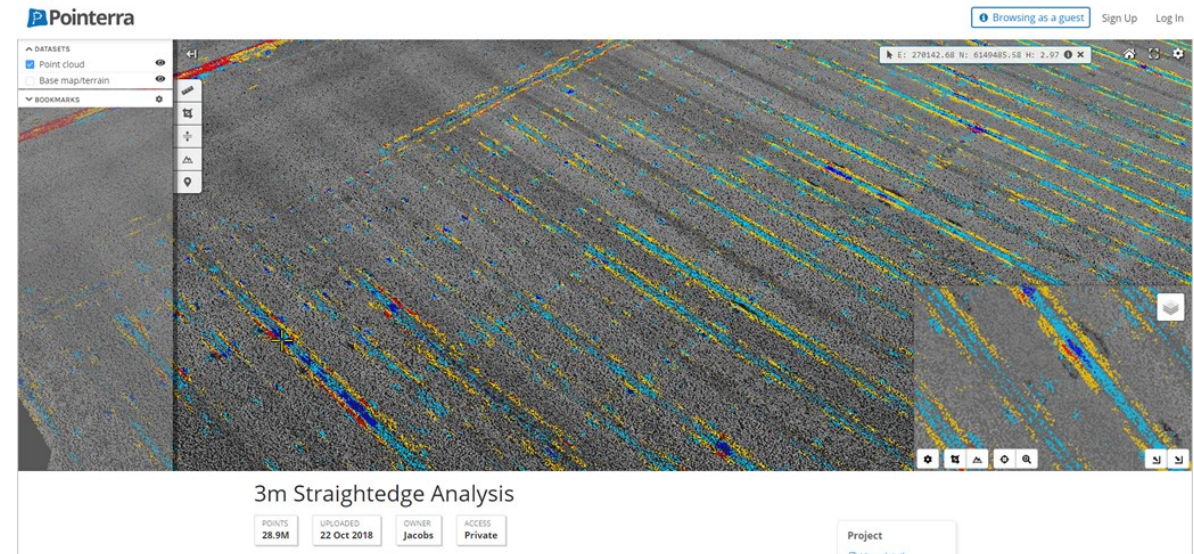 Pointerra
Browsing as a guest Sign Up Log In
DATASETS
Point cloud
Base map/terrain
BOOKMARKS
E: 270142.68 N: 6149485.58 H: 2.97
3m Straightedge Analysis
POINTS UPLOADED OWNER ACCESS
28.9M 22 Oct 2018 Jacobs Private
Project